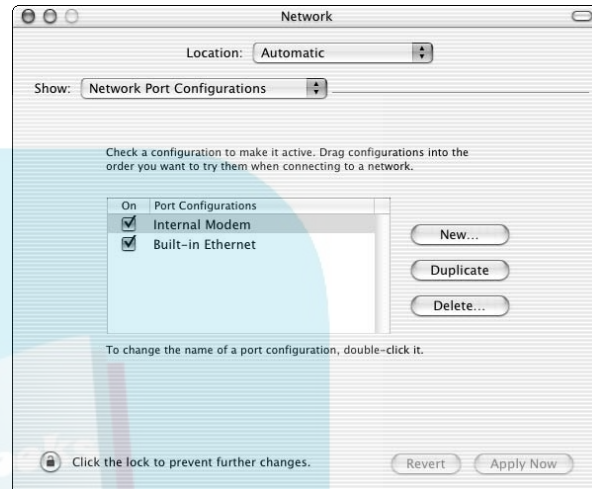 Network
Location: Automatic
Show: Network Port Configurations
Check a configuration to make it active. Drag configurations into the
order you want to try them when connecting to a network.
On Port Configurations
Internal Modem
Built-in Ethernet
New...
Duplicate
Delete...
To change the name of a port configuration, double-click it.
Click the lock to prevent further changes.
Revert Apply Now